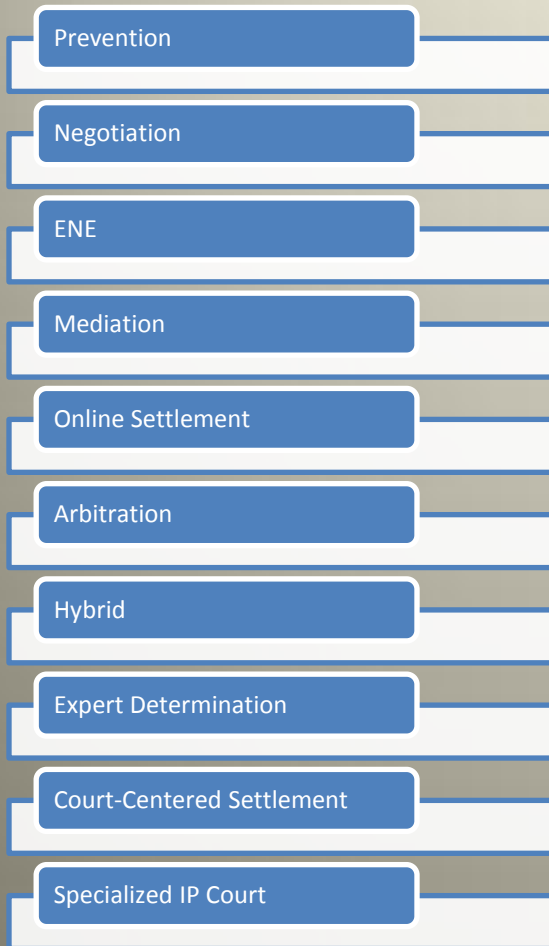 Prevention
Negotiation
ENE
Mediation
Online Settlement
Arbitration
Hybrid
Expert Determination
Court-Centered Settlement
Specialized IP Court